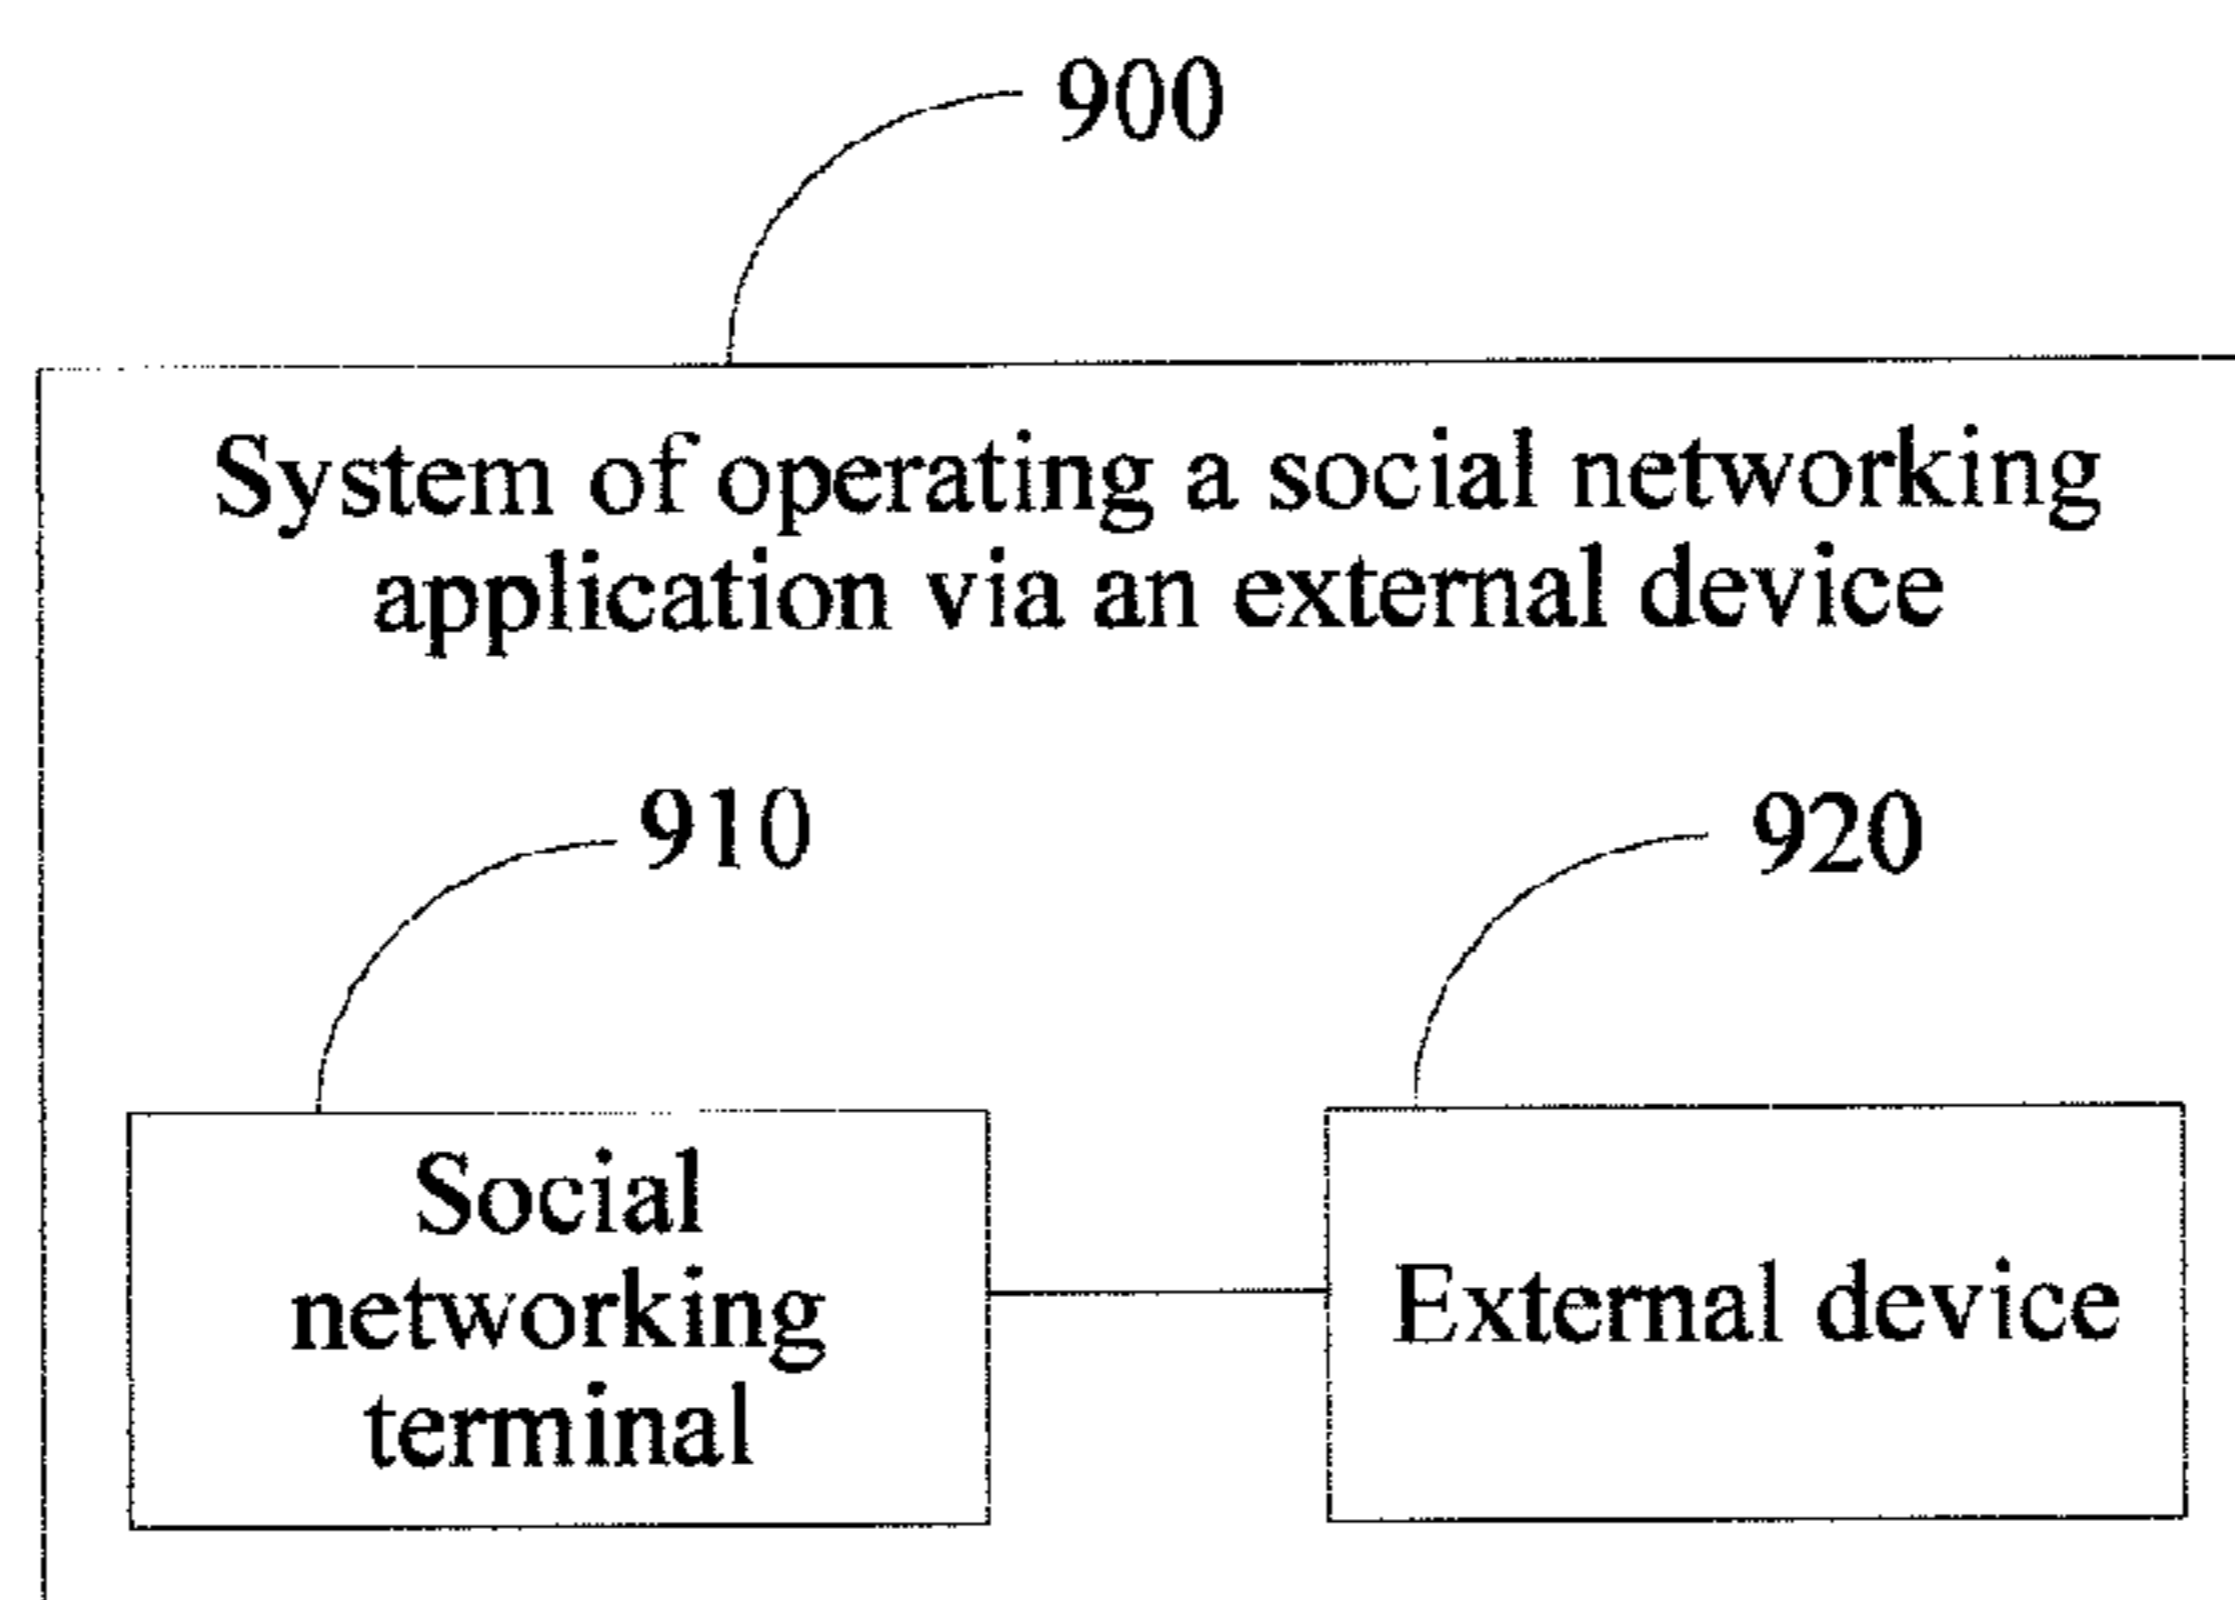 900
System of operating a social networking
application via an external device
910
920
Social
networking
terminal
External device